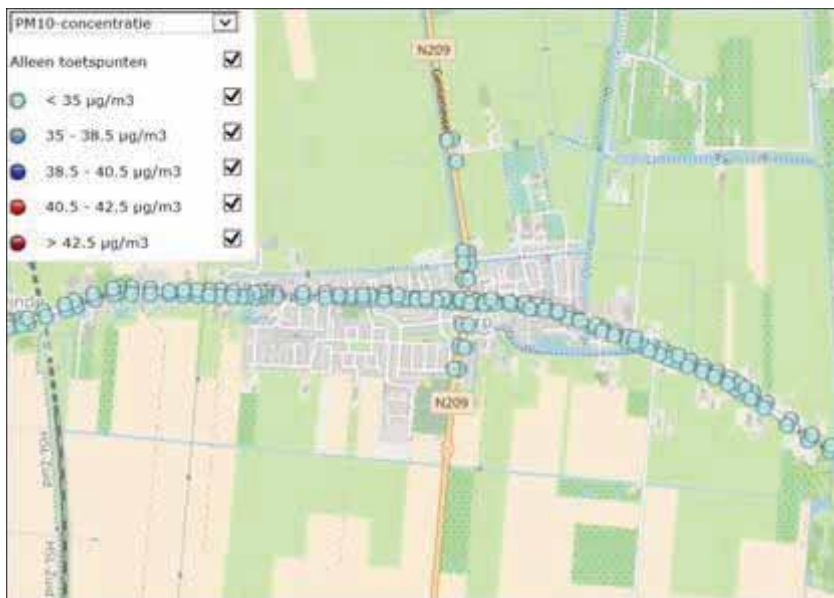 PM10-concentratie
Alleen toetspunten
< 35 µg/m3
35 - 38.5 µg/m3
38.5 - 40.5 µg/m3
40.5 - 42.5 µg/m3
> 42.5 µg/m3
N209
N209